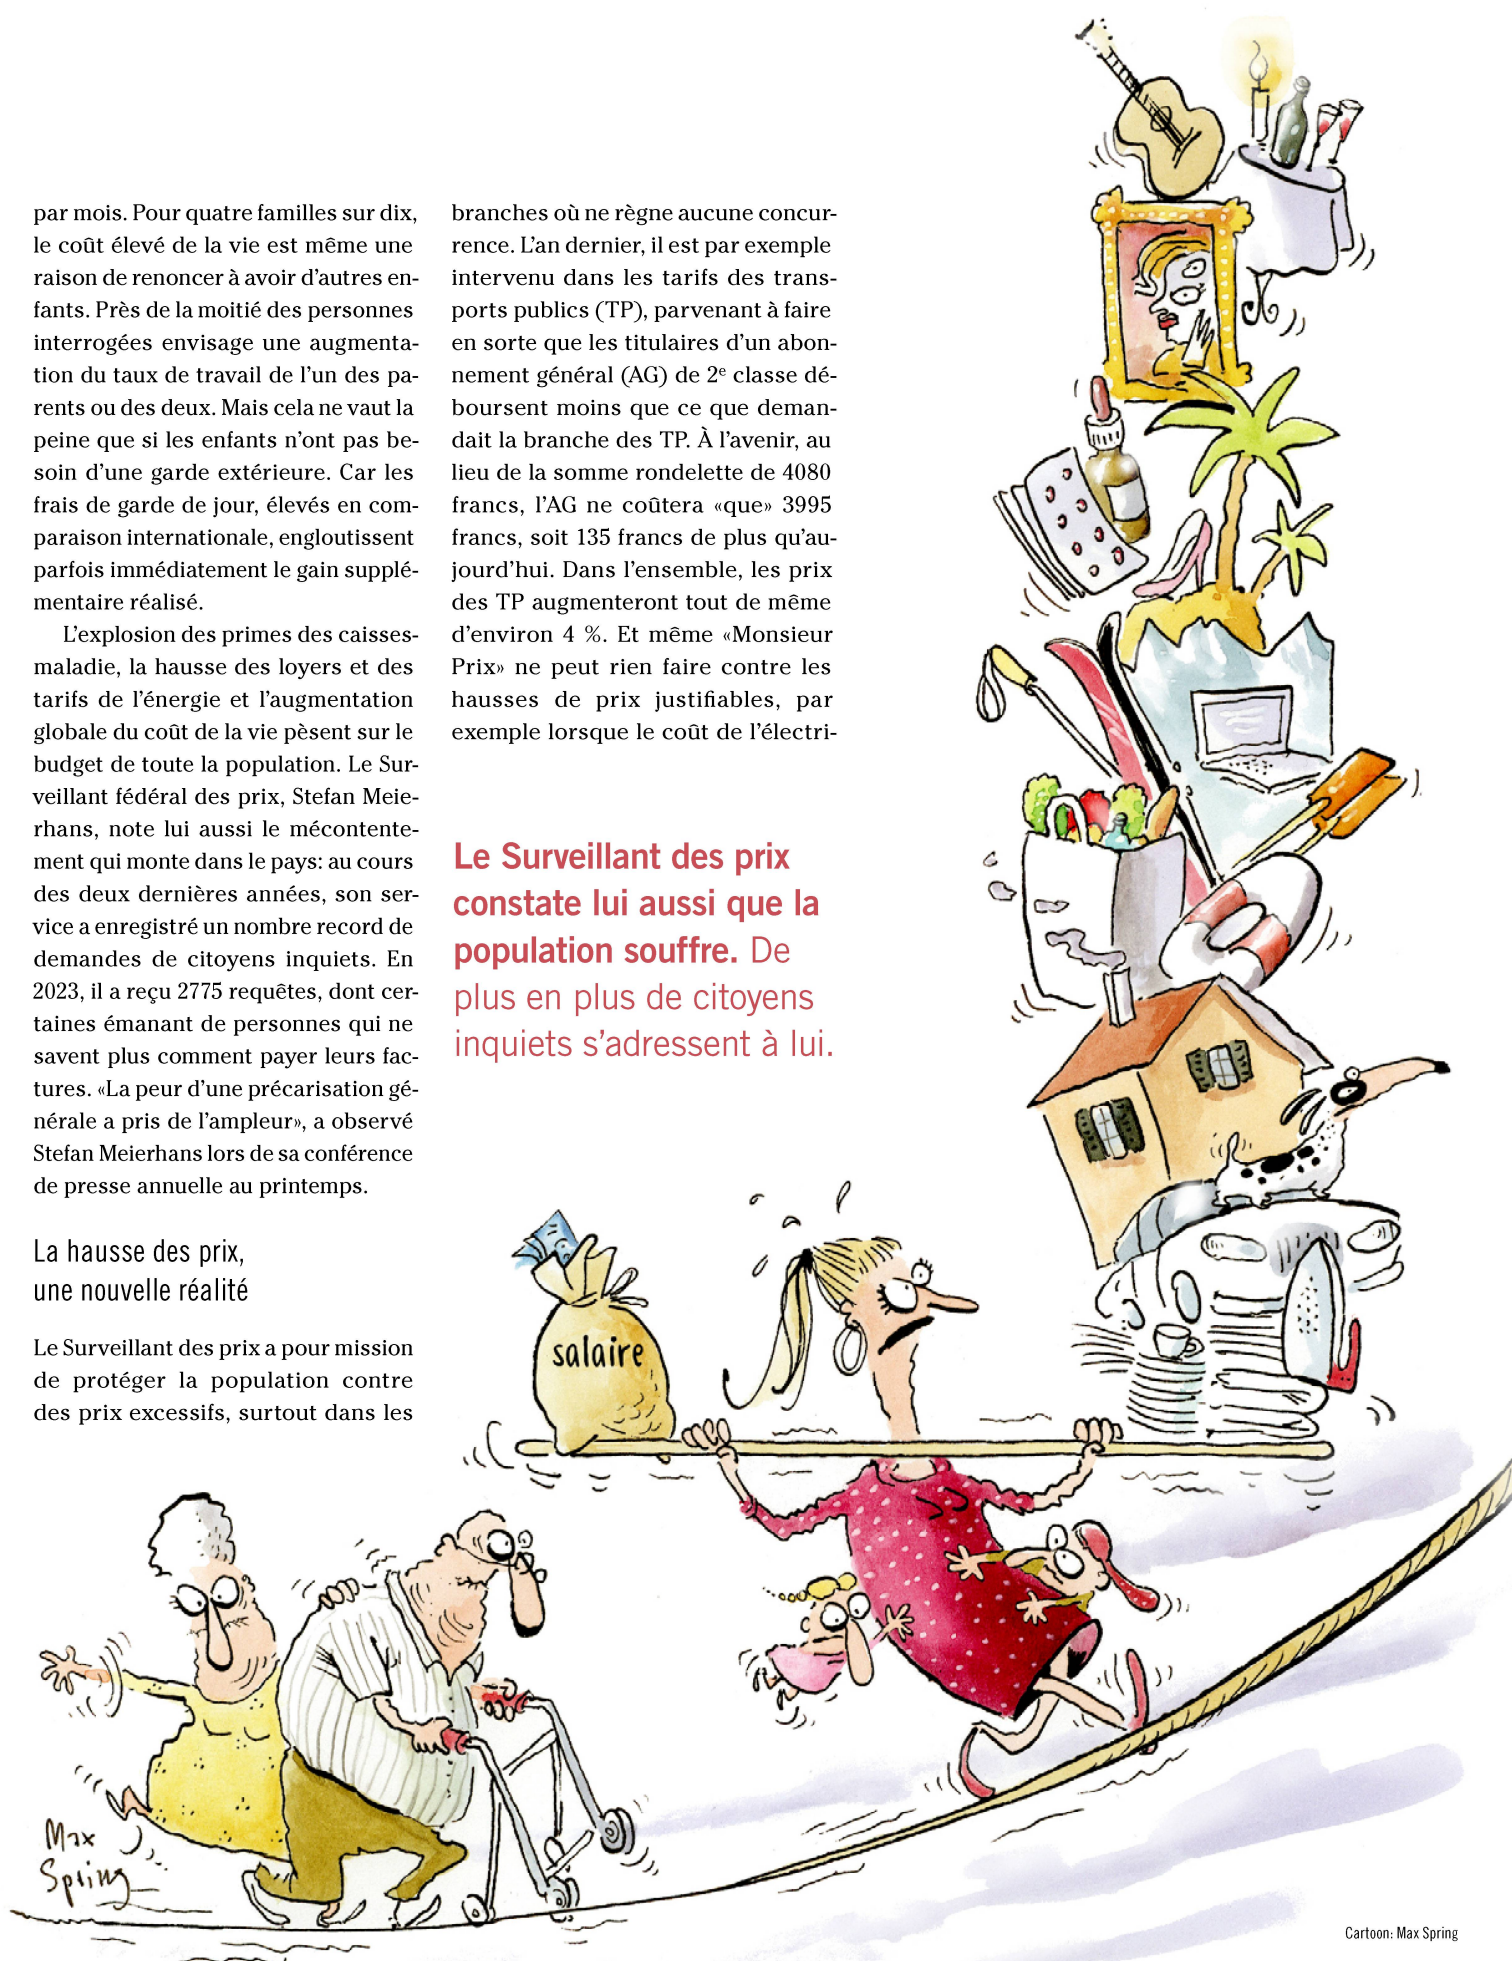 par mois. Pour quatre familles sur dix,
le coût élevé de la vie est même une
raison de renoncer à avoir d’autres en-
fants. Près de la moitié des personnes
interrogées envisage une augmenta-
tion du taux de travail de l’un des pa-
rents ou des deux. Mais cela ne vaut la
peine que si les enfants n’ont pas be-
soin d’une garde extérieure. Car les
frais de garde de jour, élevés en com-
paraison internationale, engloutissent
parfois immédiatement le gain supplé-
mentaire réalisé.
L’explosion des primes des caisses-
maladie, la hausse des loyers et des
tarifs de l’énergie et l’augmentation
globale du coût de la vie pèsent sur le
budget de toute la population. Le Sur-
veillant fédéral des prix, Stefan Meie-
rhans, note lui aussi le mécontente-
ment qui monte dans le pays: au cours
des deux dernières années, son ser-
vice a enregistré un nombre record de
demandes de citoyens inquiets. En
2023, il a reçu 2775 requêtes, dont cer-
taines émanant de personnes qui ne
savent plus comment payer leurs fac-
tures. «La peur d’une précarisation gé-
nérale a pris de l’ampleur», a observé
Stefan Meierhans lors de sa conférence
de presse annuelle au printemps.
La hausse des prix,
une nouvelle réalité
Le Surveillant des prix a pour mission
de protéger la population contre
des prix excessifs, surtout dans les
branches où ne règne aucune concur-
rence. L’an dernier, il est par exemple
intervenu dans les tarifs des trans-
ports publics (TP), parvenant à faire
en sorte que les titulaires d’un abon-
nement général (AG) de 2e classe dé-
boursent moins que ce que deman-
dait la branche des TP. À l’avenir, au
lieu de la somme rondelette de 4080
francs, l’AG ne coûtera «que» 3995
francs, soit 135 francs de plus qu’au-
jourd’hui. Dans l’ensemble, les prix
des TP augmenteront tout de même
d’environ 4 %. Et même «Monsieur
Prix» ne peut rien faire contre les
hausses de prix justifiables, par
exemple lorsque le coût de l’électri-
Le Surveillant des prix
constate lui aussi que la
population souffre. De
plus en plus de citoyens
inquiets s’adressent à lui.
salaire
Max
Spring
Cartoon: Max Spring